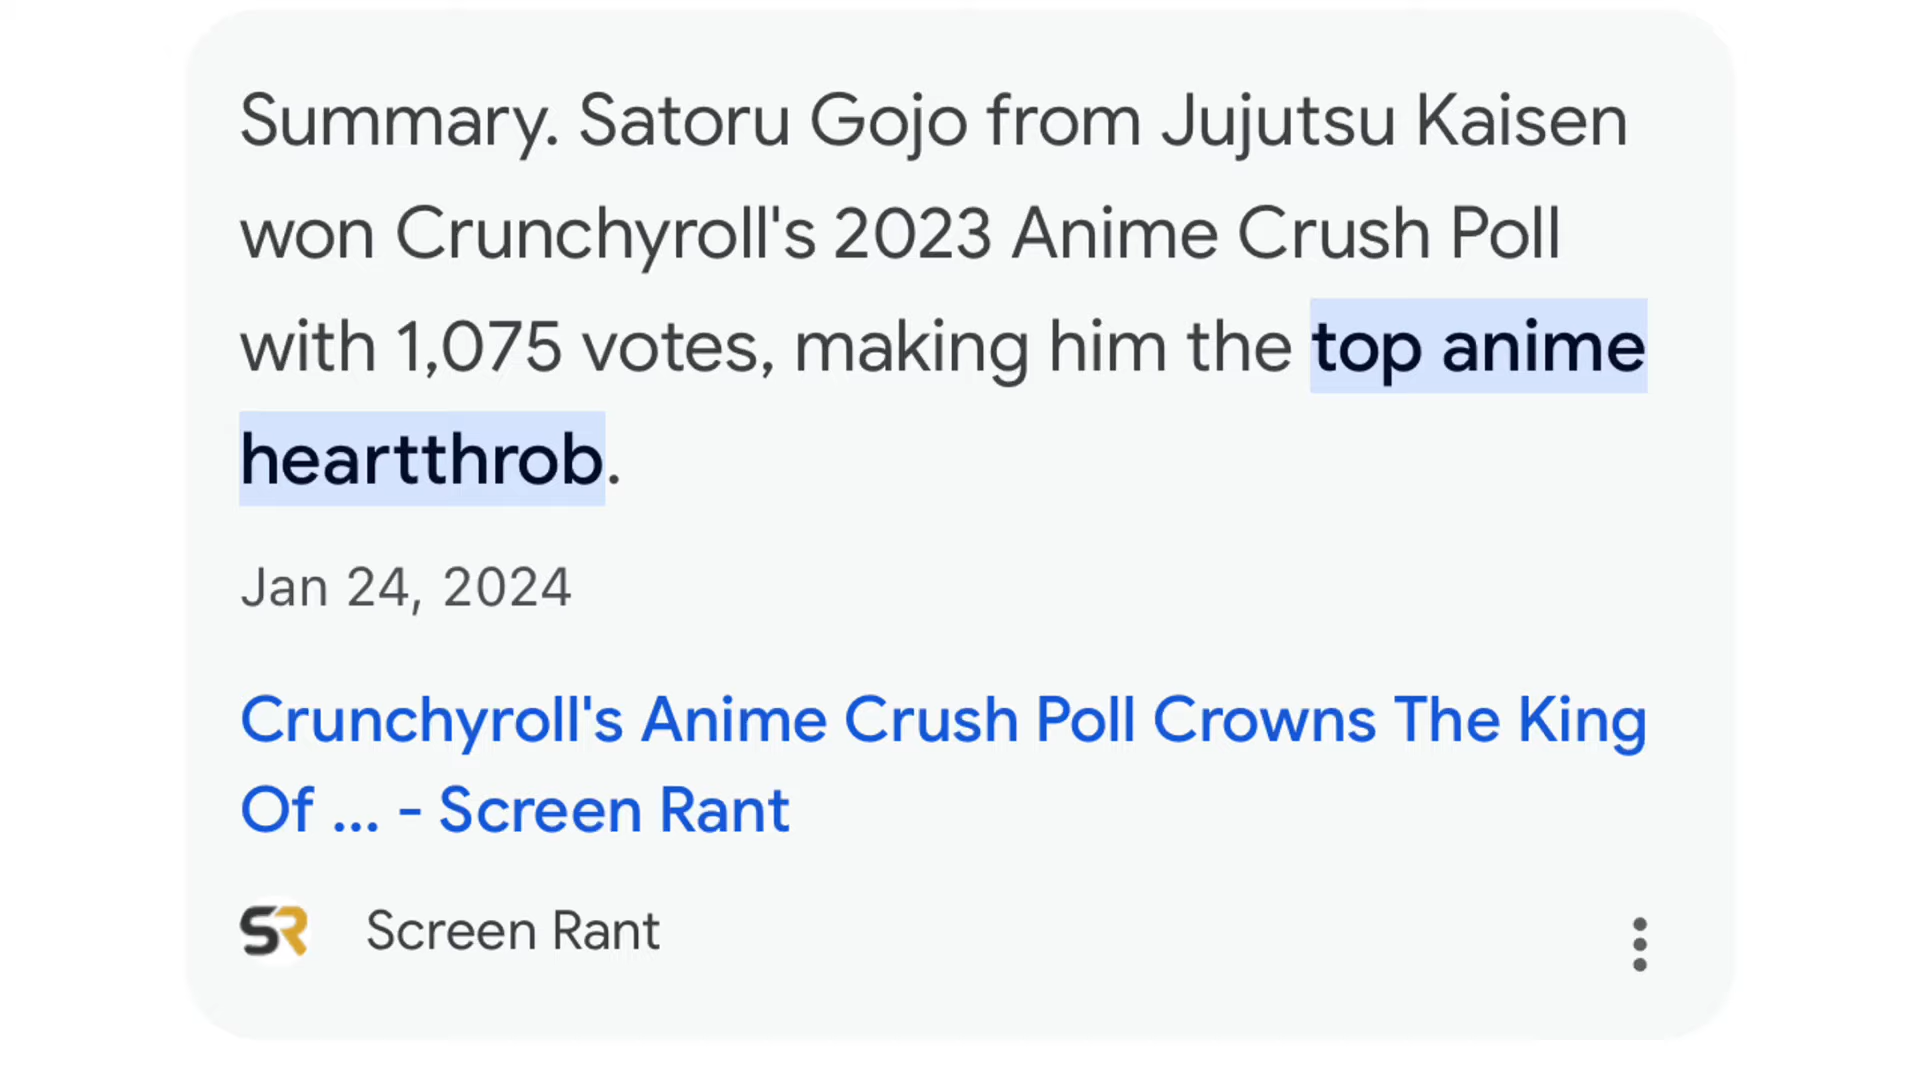 Summary. Satoru Gojo from Jujutsu Kaisen
won Crunchyroll's 2023 Anime Crush Poll
with 1,075 votes, making him the top anime
heartthrob.
Jan 24, 2024
Crunchyroll's Anime Crush Poll Crowns The King
Of ... - Screen Rant
SR Screen Rant